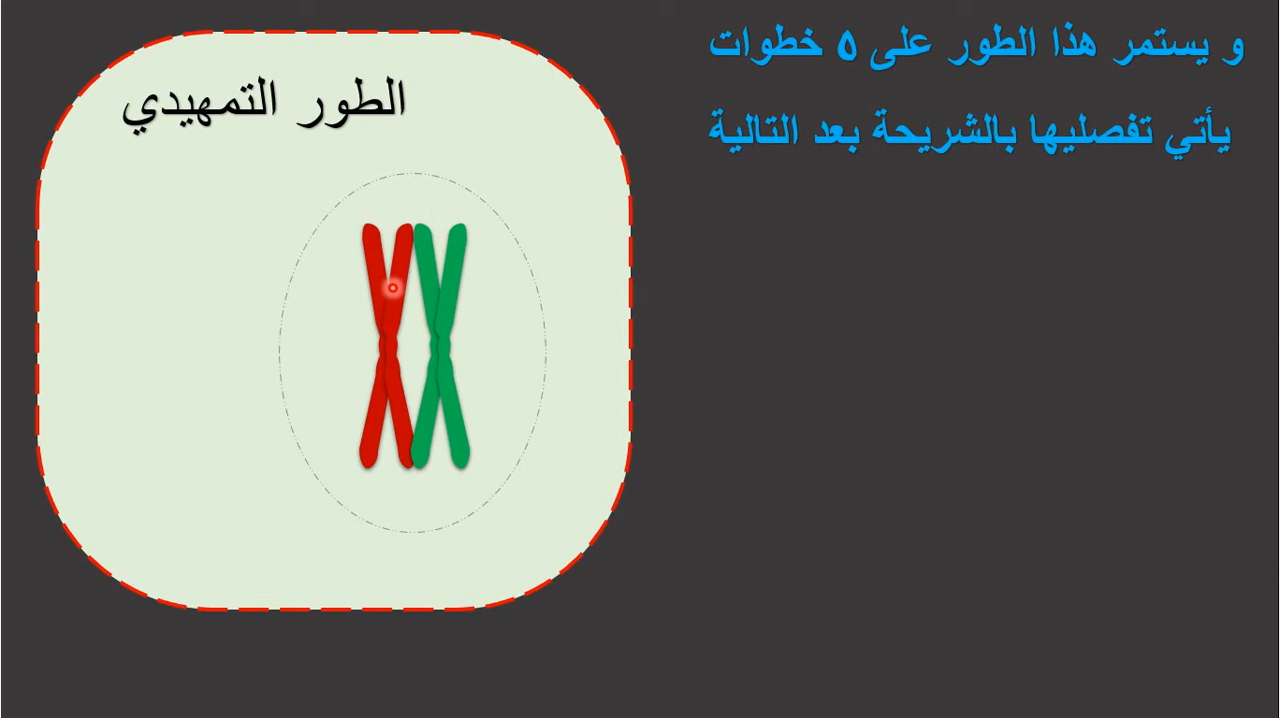 و يستمر هذا الطور على ٥ خطوات
يأتي تفصليها بالشريحة بعد التالية
الطور التمهيدي